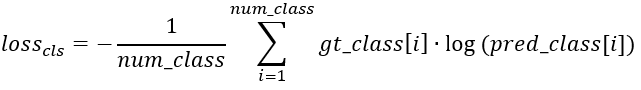 loss_cls = − 1/num_class ∑_{i=1}^{num_class} gt_class[i] · log (pred_class[i])